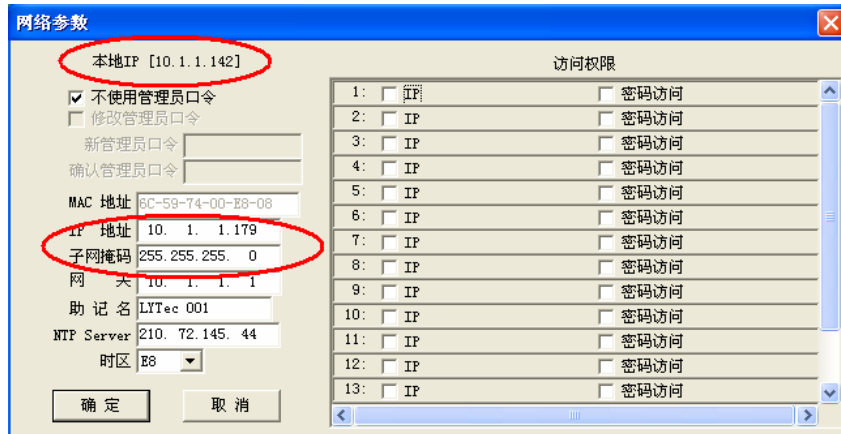 网络参数
本地IP [10.1.1.142]
不使用管理员口令
修改管理员口令
新管理员口令
确认管理员口令
MAC 地址 6C-59-74-00-E8-08
IP 地址 10. 1. 1.179
子网掩码 255.255.255. 0
网 关 10. 1. 1. 1
助 记 名 LYTec 001
NTP Server 210. 72.145. 44
时区 E8
确 定 取 消
访问权限
1: IP 密码访问
2: IP 密码访问
3: IP 密码访问
4: IP 密码访问
5: IP 密码访问
6: IP 密码访问
7: IP 密码访问
8: IP 密码访问
9: IP 密码访问
10: IP 密码访问
11: IP 密码访问
12: IP 密码访问
13: IP 密码访问